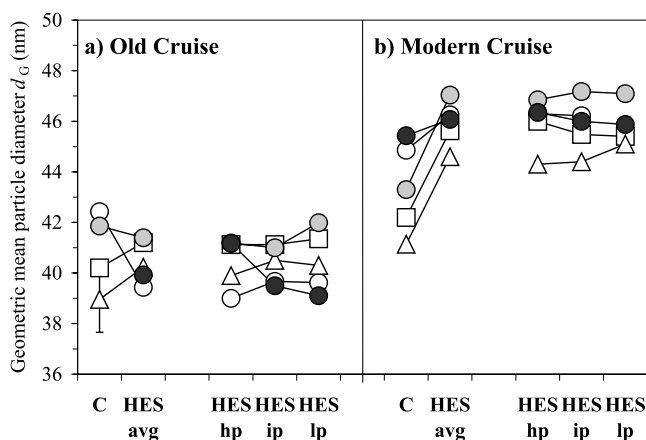 Geometric mean particle diameter d G (nm)
50
48
46
44
42
40
38
36
a) Old Cruise
b) Modern Cruise
C HES HES HES HES
avg hp ip lp
C HES HES HES HES
avg hp ip lp